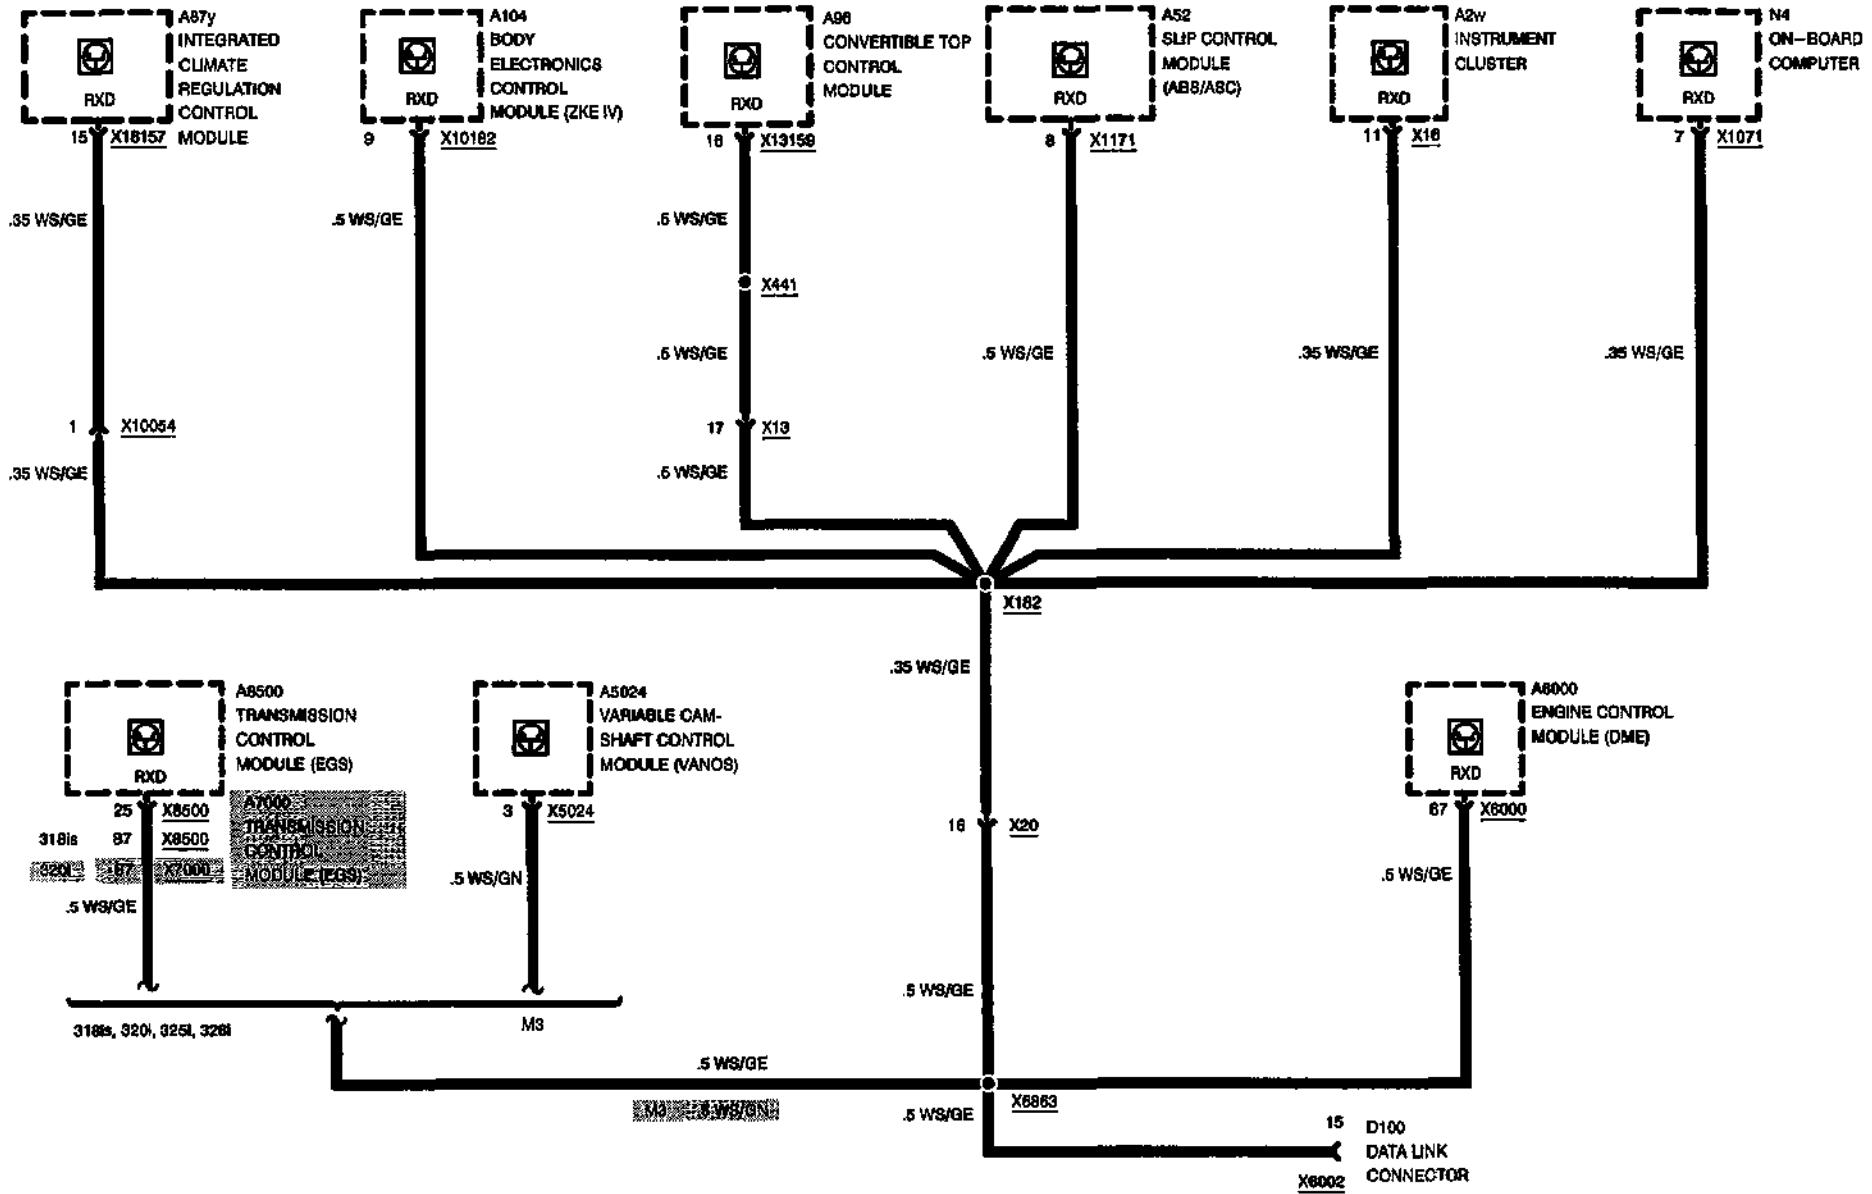 A87y
INTEGRATED
CLIMATE
REGULATION
CONTROL
MODULE
RXD
15 X18157
A104
BODY
ELECTRONICS
CONTROL
MODULE (ZKE IV)
RXD
9 X10182
A96
CONVERTIBLE TOP
CONTROL
MODULE
RXD
16 X13159
A52
SLIP CONTROL
MODULE
(ABS/ASC)
RXD
8 X1171
A2w
INSTRUMENT
CLUSTER
RXD
11 X16
N4
ON-BOARD
COMPUTER
RXD
7 X1071
.35 WS/GE
.5 WS/GE
.5 WS/GE
X441
.5 WS/GE
.5 WS/GE
.35 WS/GE
.35 WS/GE
1 X10054
17 X13
.35 WS/GE
.5 WS/GE
X182
.35 WS/GE
A8500
TRANSMISSION
CONTROL
MODULE (EGS)
RXD
25 X8500
318is 87 X8500
320i 87 X7000
A7000
TRANSMISSION
CONTROL
MODULE (EGS)
.5 WS/GE
A5024
VARIABLE CAM-
SHAFT CONTROL
MODULE (VANOS)
3 X5024
.5 WS/GN
A6000
ENGINE CONTROL
MODULE (DME)
RXD
67 X6000
16 X20
.5 WS/GE
.5 WS/GE
318is, 320i, 325i, 328i
M3
.5 WS/GE
M3 .5 WS/GN
X6863
.5 WS/GE
15 D100
DATA LINK
CONNECTOR
X6002